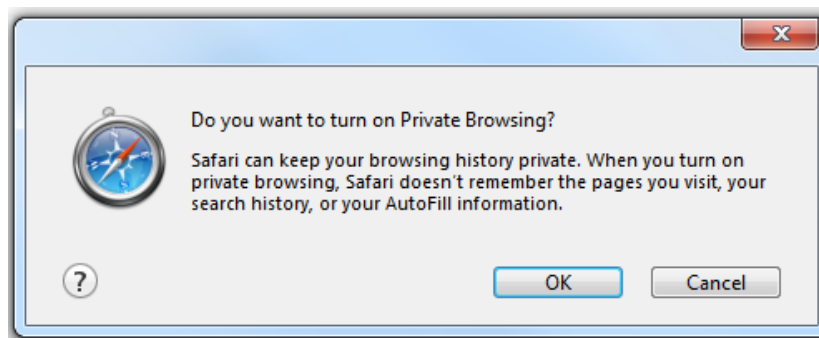 Do you want to turn on Private Browsing?
Safari can keep your browsing history private. When you turn on
private browsing, Safari doesn't remember the pages you visit, your
search history, or your AutoFill information.
?
OK
Cancel